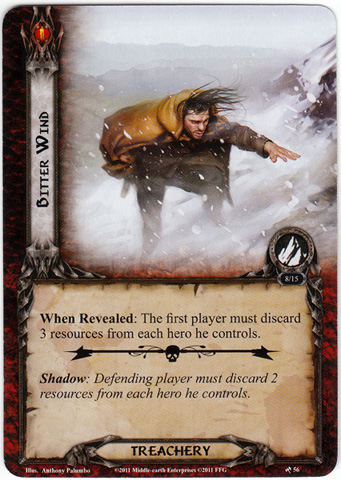 BITTER WIND
8/15
When Revealed: The first player must discard
3 resources from each hero he controls.
Shadow: Defending player must discard 2
resources from each hero he controls.
TREACHERY
Illus. Anthony Palumbo
©2011 Middle-earth Enterprises ©2011 FFG
56